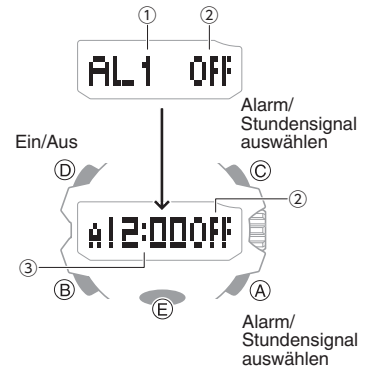 ① ②
AL1 OFF
Alarm/
Stundensignal
auswählen
Ein/Aus
D C
②
A12:00OFF
③
B A
E
Alarm/
Stundensignal
auswählen